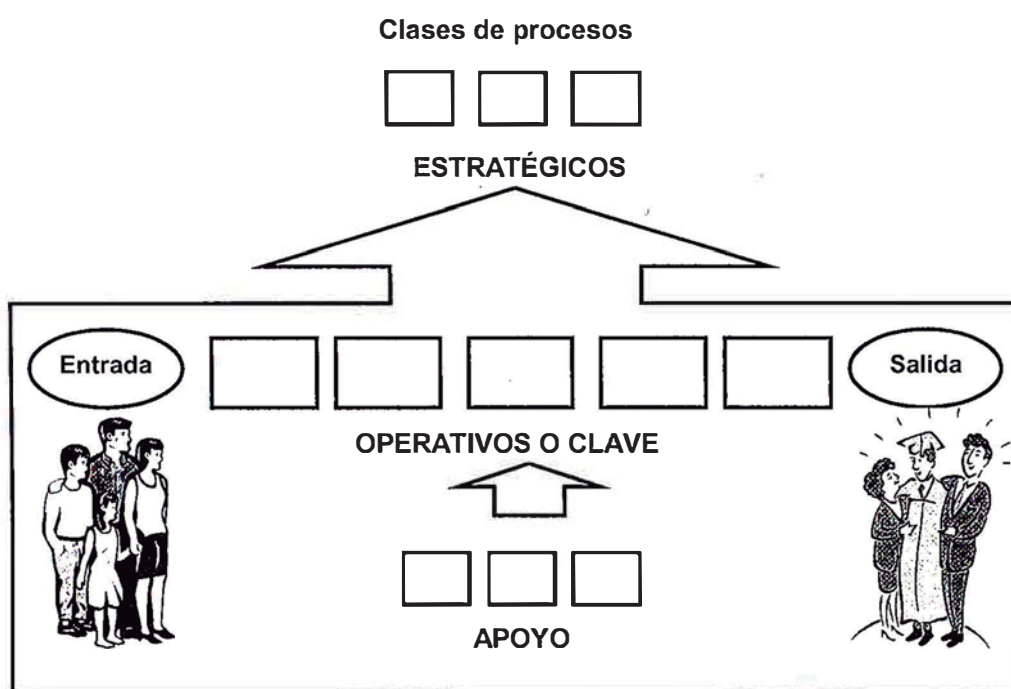 Clases de procesos
ESTRATÉGICOS
Entrada
Salida
OPERATIVOS O CLAVE
APOYO